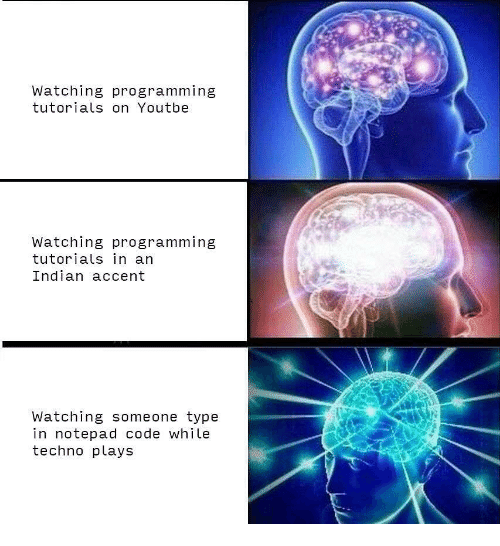 Watching programming
tutorials on Youtbe
Watching programming
tutorials in an
Indian accent
Watching someone type
in notepad code while
techno plays